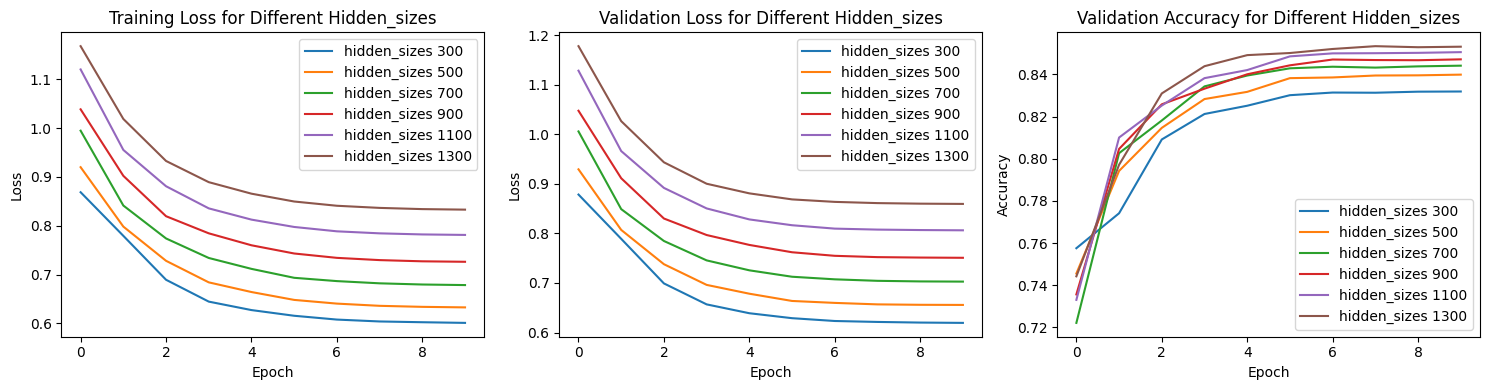 Training Loss for Different Hidden_sizes
Loss
1.1
1.0
0.9
0.8
0.7
0.6
hidden_sizes 300
hidden_sizes 500
hidden_sizes 700
hidden_sizes 900
hidden_sizes 1100
hidden_sizes 1300
0 2 4 6 8
Epoch
Validation Loss for Different Hidden_sizes
Loss
1.2
1.1
1.0
0.9
0.8
0.7
0.6
hidden_sizes 300
hidden_sizes 500
hidden_sizes 700
hidden_sizes 900
hidden_sizes 1100
hidden_sizes 1300
0 2 4 6 8
Epoch
Validation Accuracy for Different Hidden_sizes
Accuracy
0.84
0.82
0.80
0.78
0.76
0.74
0.72
hidden_sizes 300
hidden_sizes 500
hidden_sizes 700
hidden_sizes 900
hidden_sizes 1100
hidden_sizes 1300
0 2 4 6 8
Epoch